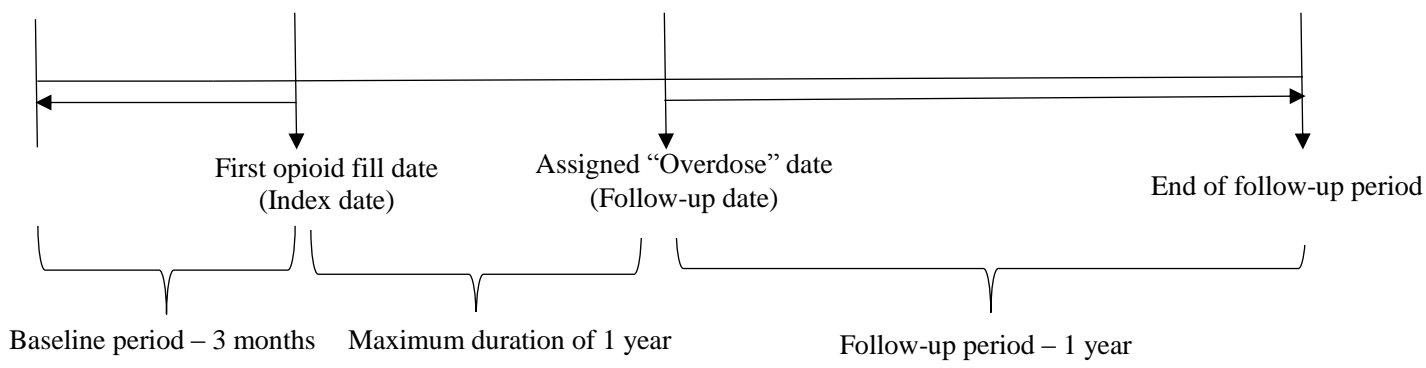 First opioid fill date
(Index date)
Assigned “Overdose” date
(Follow-up date)
End of follow-up period
Baseline period – 3 months
Maximum duration of 1 year
Follow-up period – 1 year